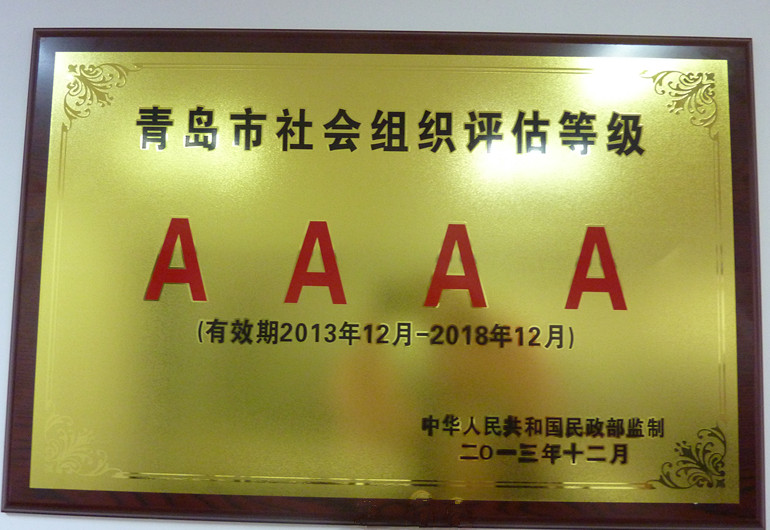 青岛市社会组织评估等级
AAAA
(有效期2013年12月-2018年12月)
中华人民共和国民政部监制
二〇一三年十二月